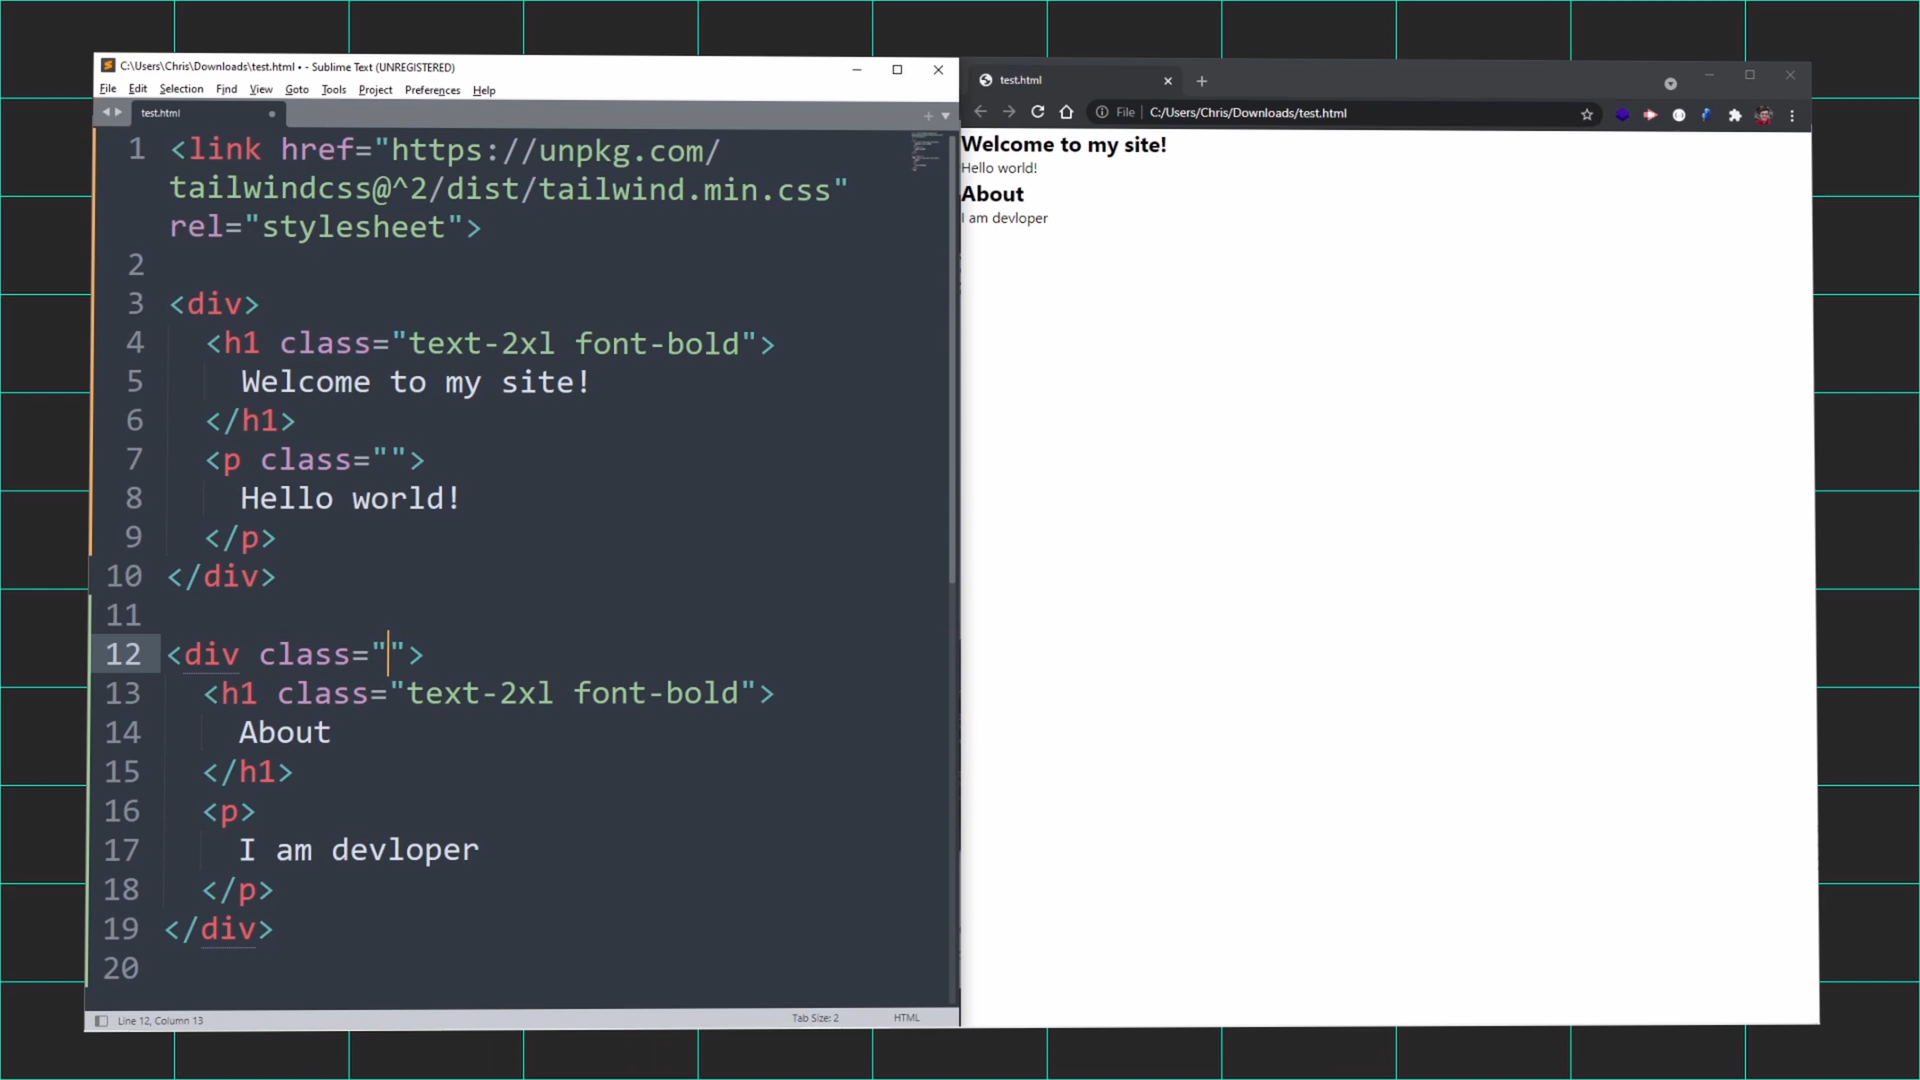 C:\Users\Chris\Downloads\test.html • - Sublime Text (UNREGISTERED)
File Edit Selection Find View Goto Tools Project Preferences Help
test.html
1 <link href="https://unpkg.com/
tailwindcss@^2/dist/tailwind.min.css"
rel="stylesheet">
2
3 <div>
4 <h1 class="text-2xl font-bold">
5 Welcome to my site!
6 </h1>
7 <p class="">
8 Hello world!
9 </p>
10 </div>
11
12 <div class="">
13 <h1 class="text-2xl font-bold">
14 About
15 </h1>
16 <p>
17 I am devloper
18 </p>
19 </div>
20
Line 12, Column 13
Tab Size: 2
HTML
test.html
File C:/Users/Chris/Downloads/test.html
Welcome to my site!
Hello world!
About
I am devloper